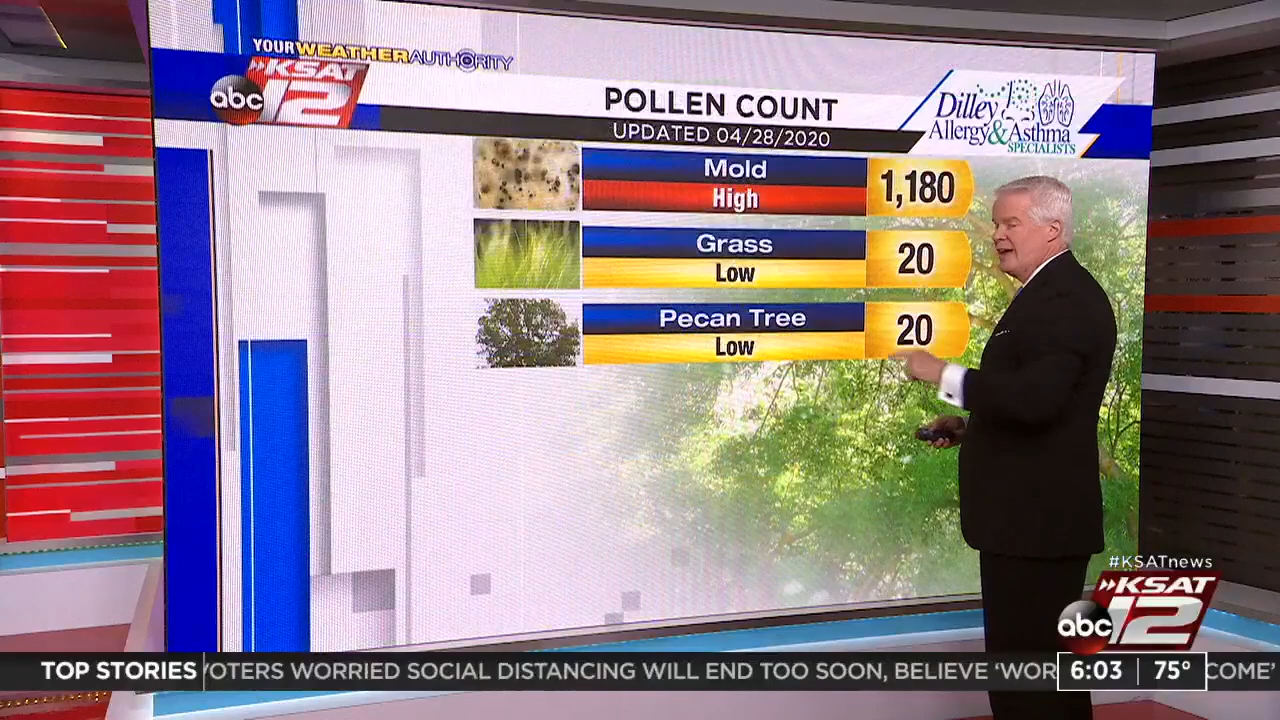 YOUR WEATHER AUTHORITY
»KSAT
abc 12
POLLEN COUNT
UPDATED 04/28/2020
Dilley
Allergy & Asthma
SPECIALISTS
Mold
High
1,180
Grass
Low
20
Pecan Tree
Low
20
#KSATnews
»KSAT
abc 12
TOP STORIES VOTERS WORRIED SOCIAL DISTANCING WILL END TOO SOON, BELIEVE ‘WOR 6:03 75° COME’